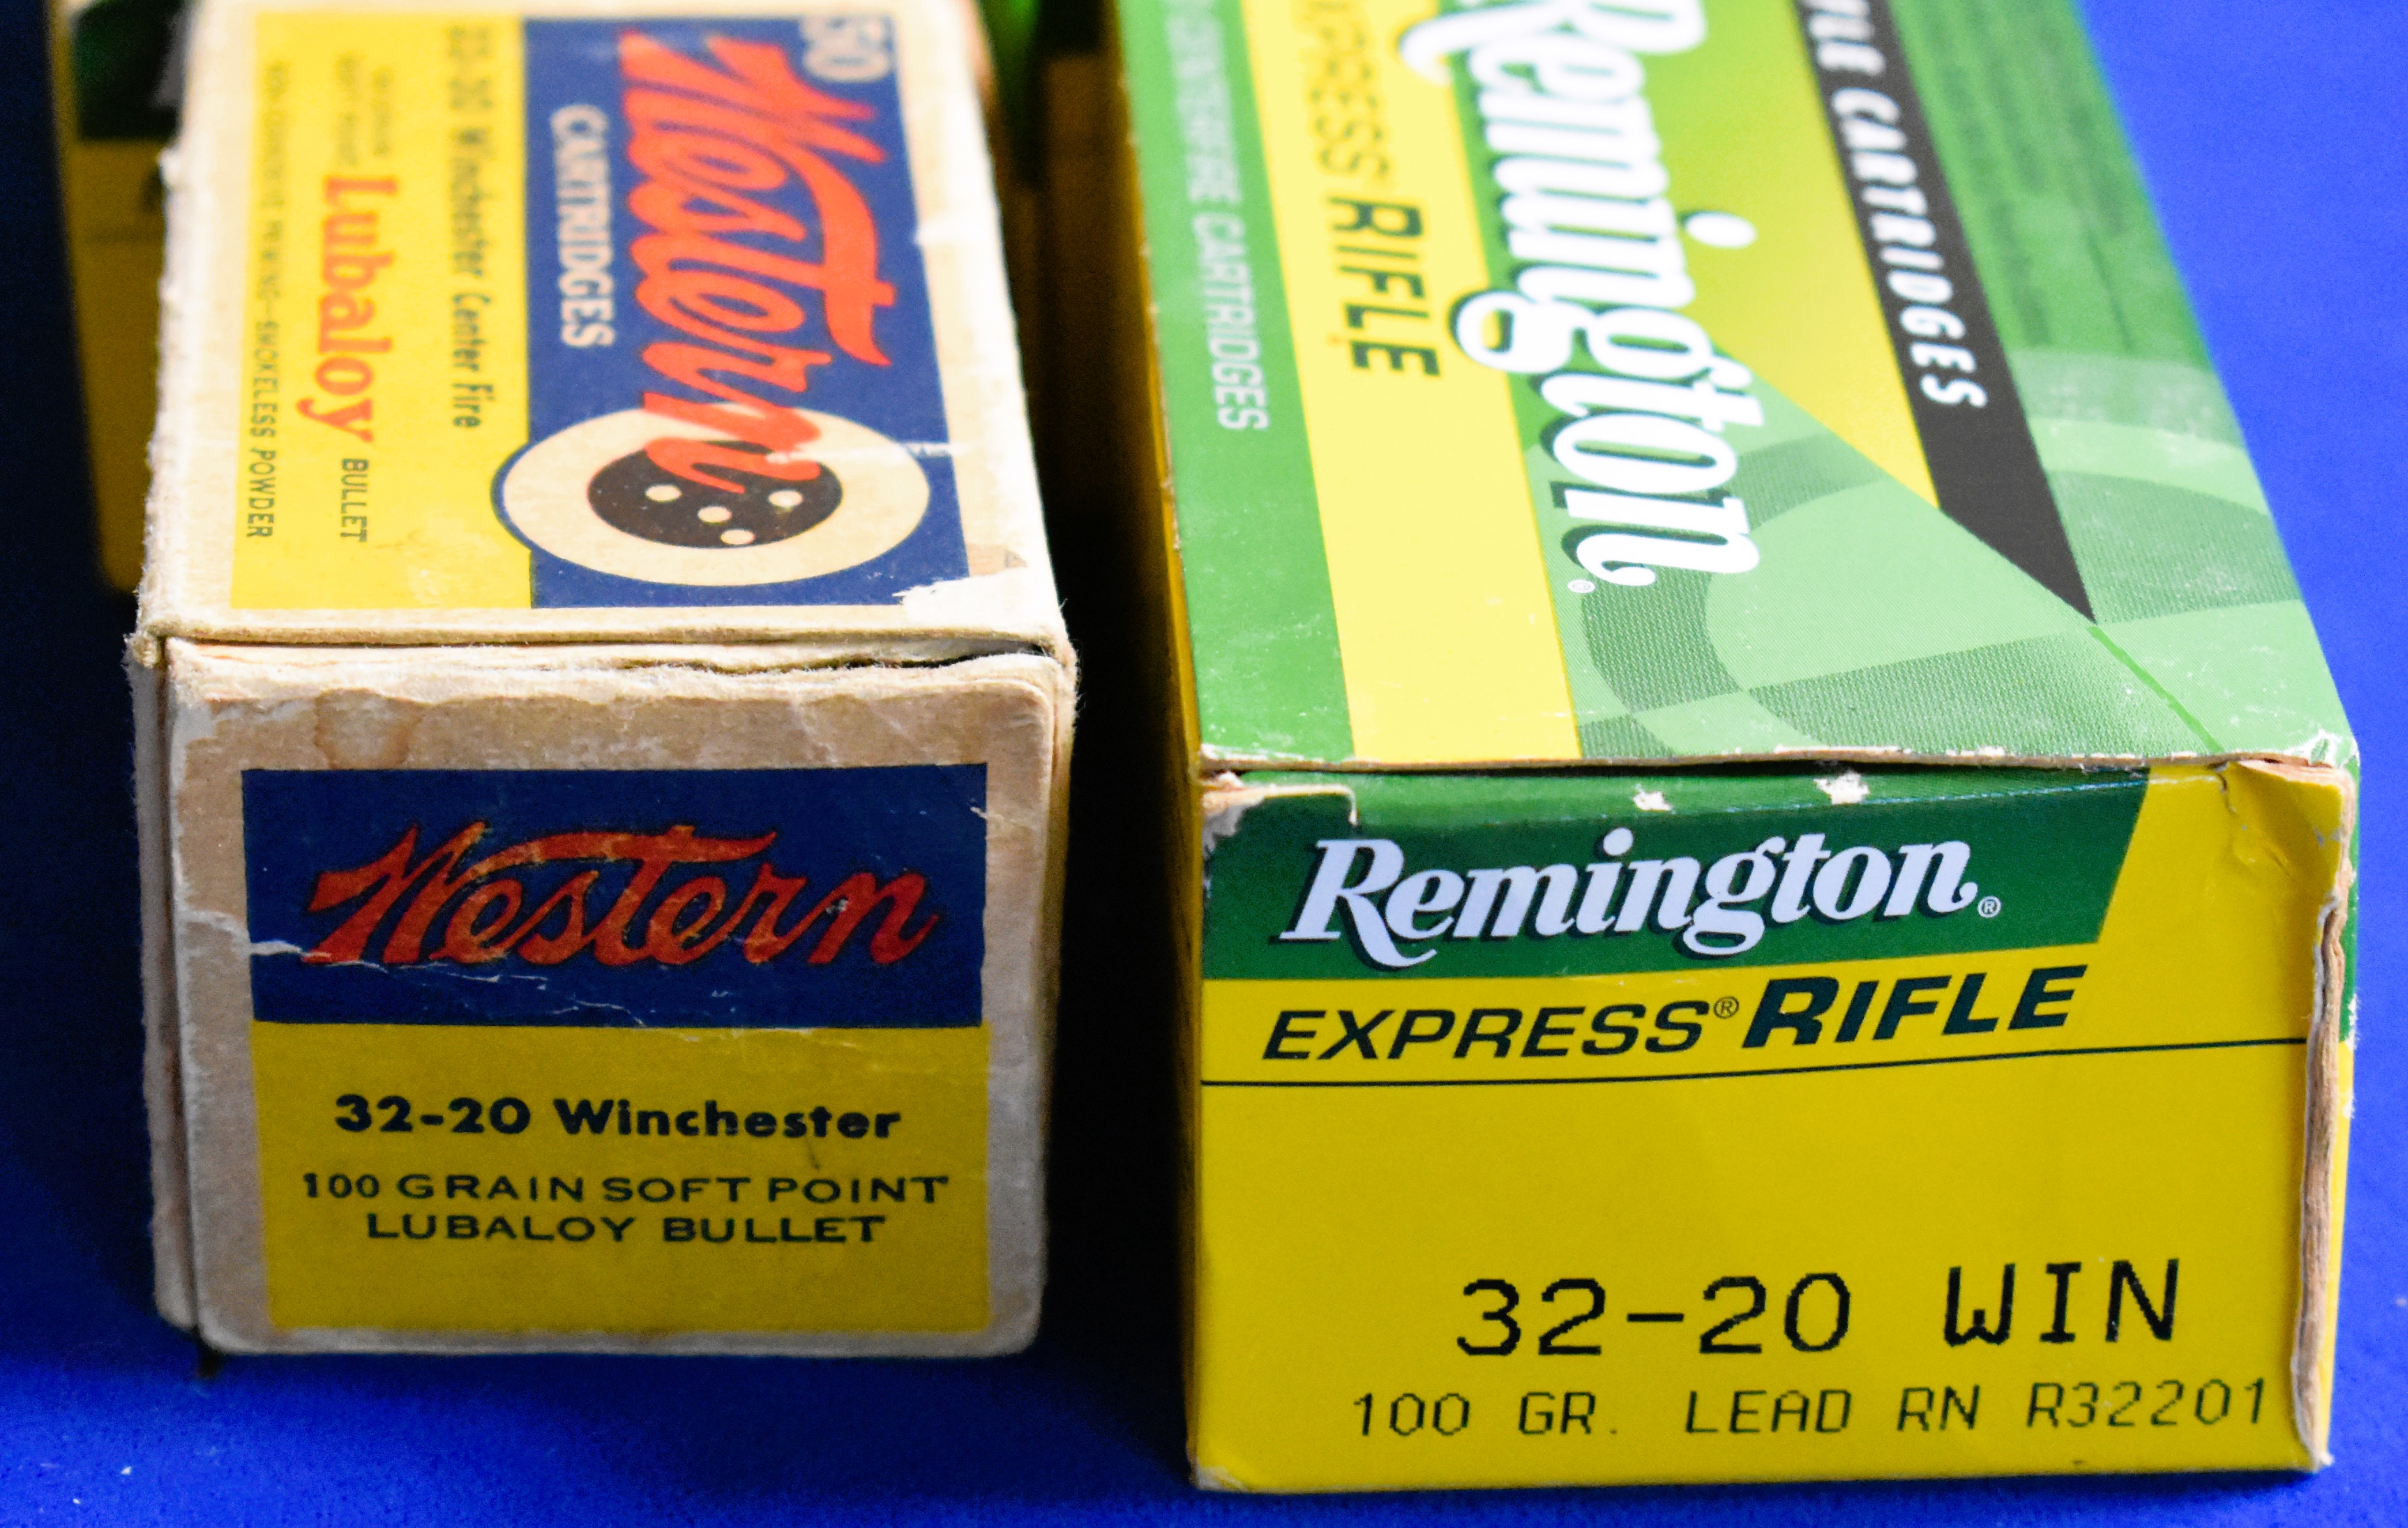 50
Western
CARTRIDGES
32-20 Winchester Center Fire
Lubaloy BULLET
PRIMING—SMOKELESS POWDER
Western
32-20 Winchester
100 GRAIN SOFT POINT
LUBALOY BULLET
CARTRIDGES
Remington®
EXPRESS RIFLE
CENTERFIRE CARTRIDGES
Remington®
EXPRESS® RIFLE
32-20 WIN
100 GR. LEAD RN R32201